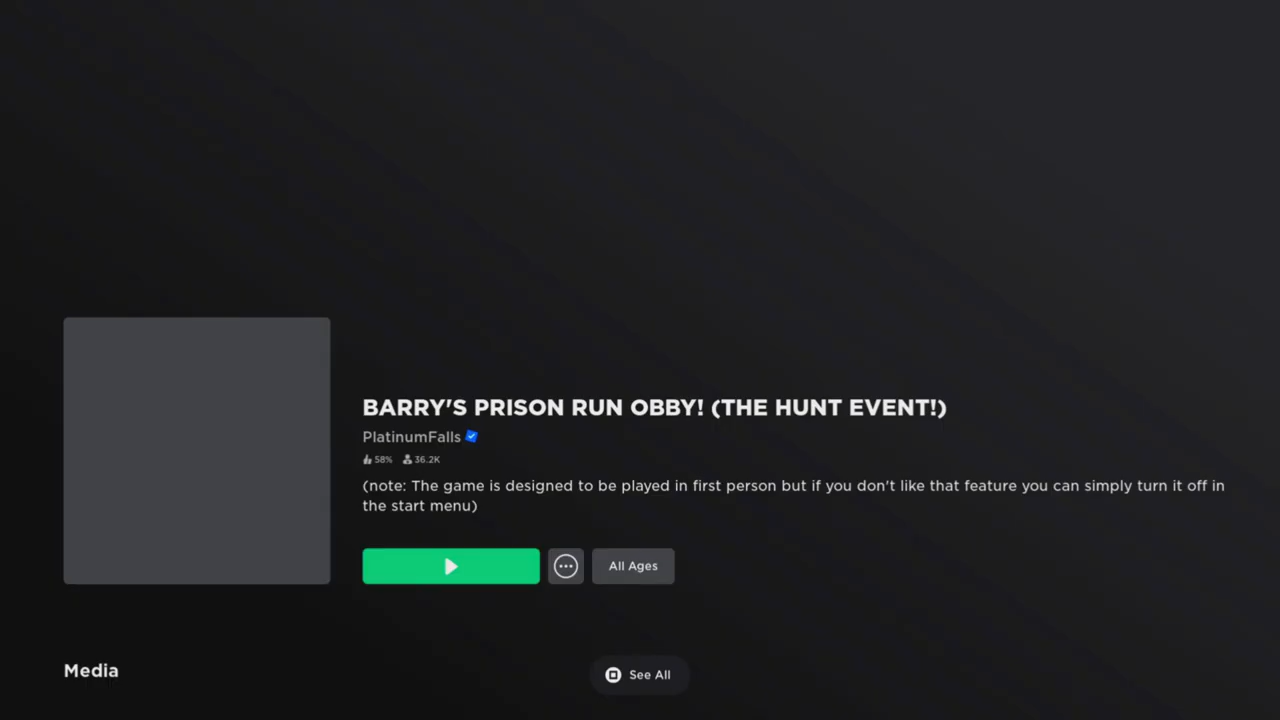 BARRY'S PRISON RUN OBBY! (THE HUNT EVENT!)
PlatinumFalls
58% 36.2K
(note: The game is designed to be played in first person but if you don't like that feature you can simply turn it off in
the start menu)
All Ages
Media
See All